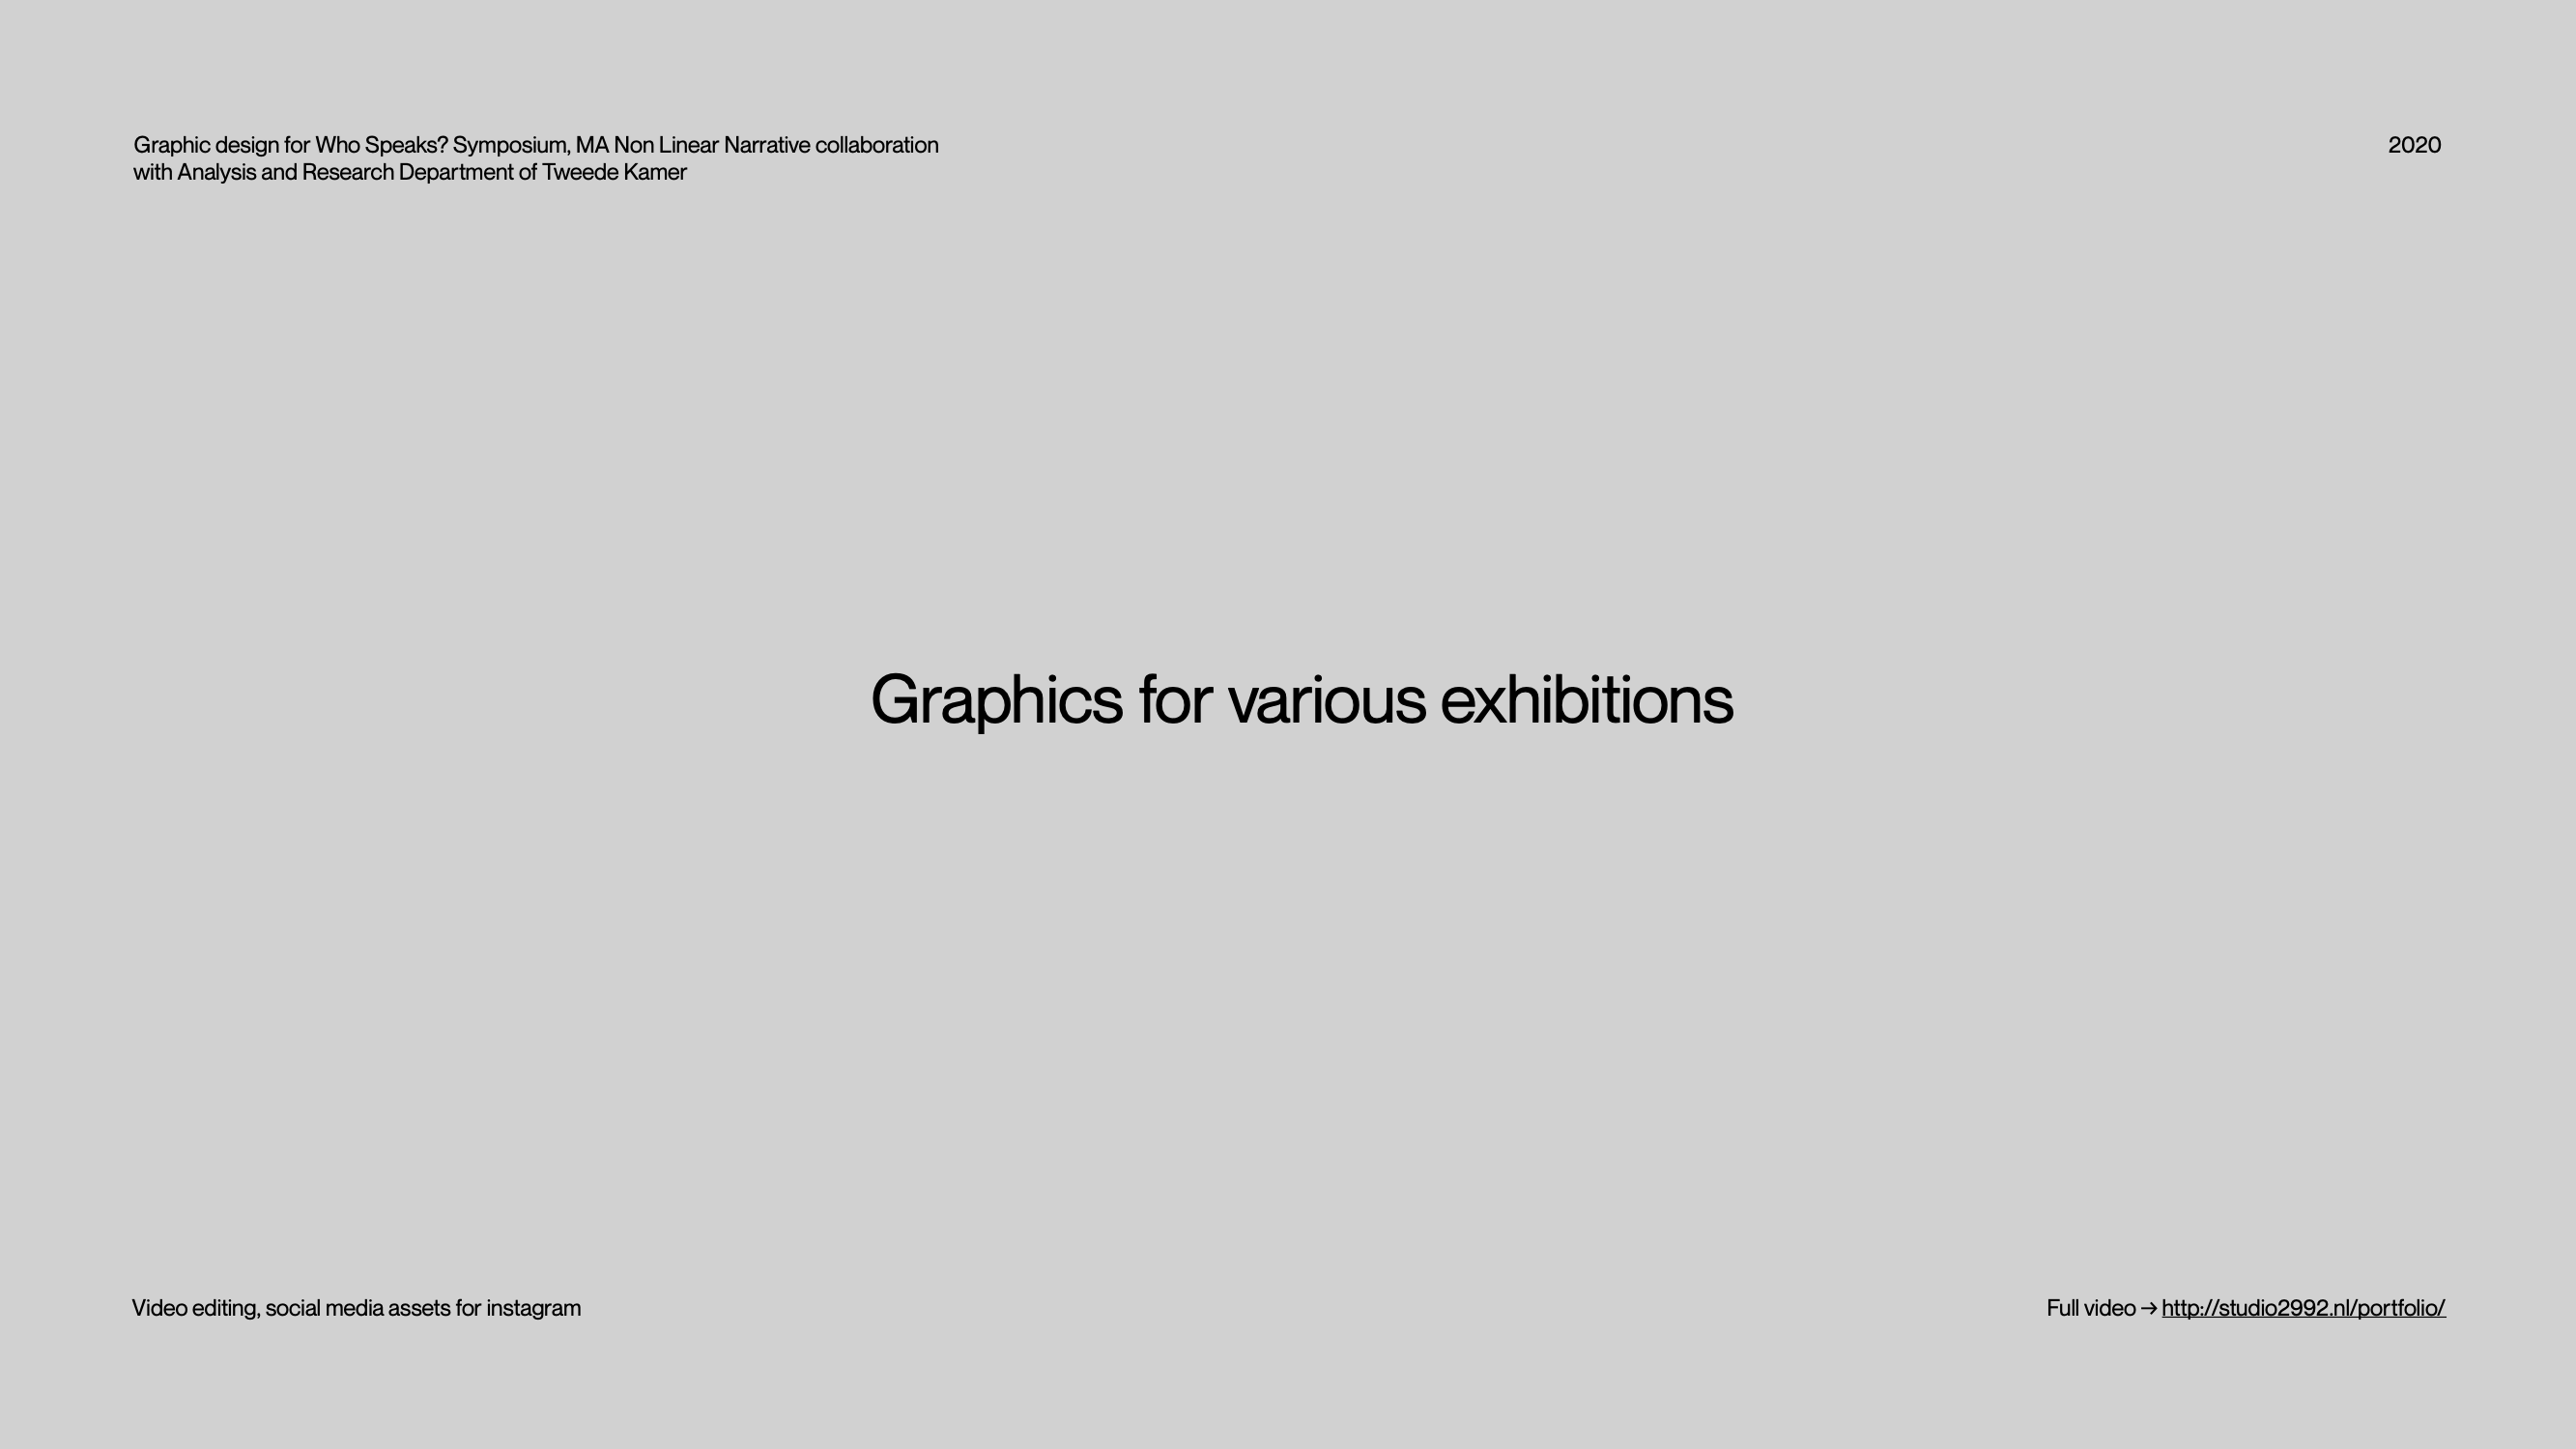 Graphic design for Who Speaks? Symposium, MA Non Linear Narrative collaboration
with Analysis and Research Department of Tweede Kamer
2020
Graphics for various exhibitions
Video editing, social media assets for instagram
Full video → http://studio2992.nl/portfolio/